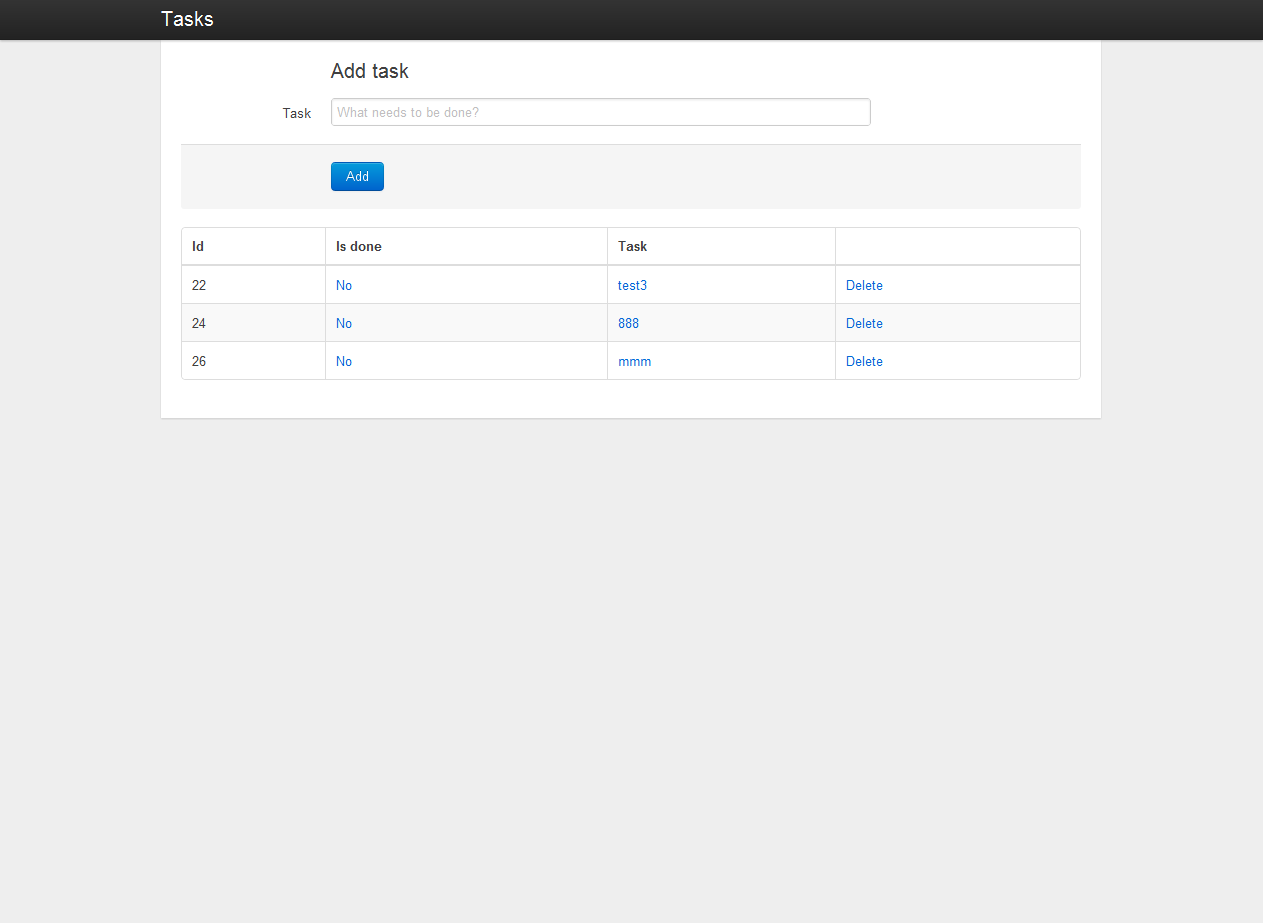 Tasks
Add task
Task What needs to be done?
Add
Id Is done Task
22 No test3 Delete
24 No 888 Delete
26 No mmm Delete